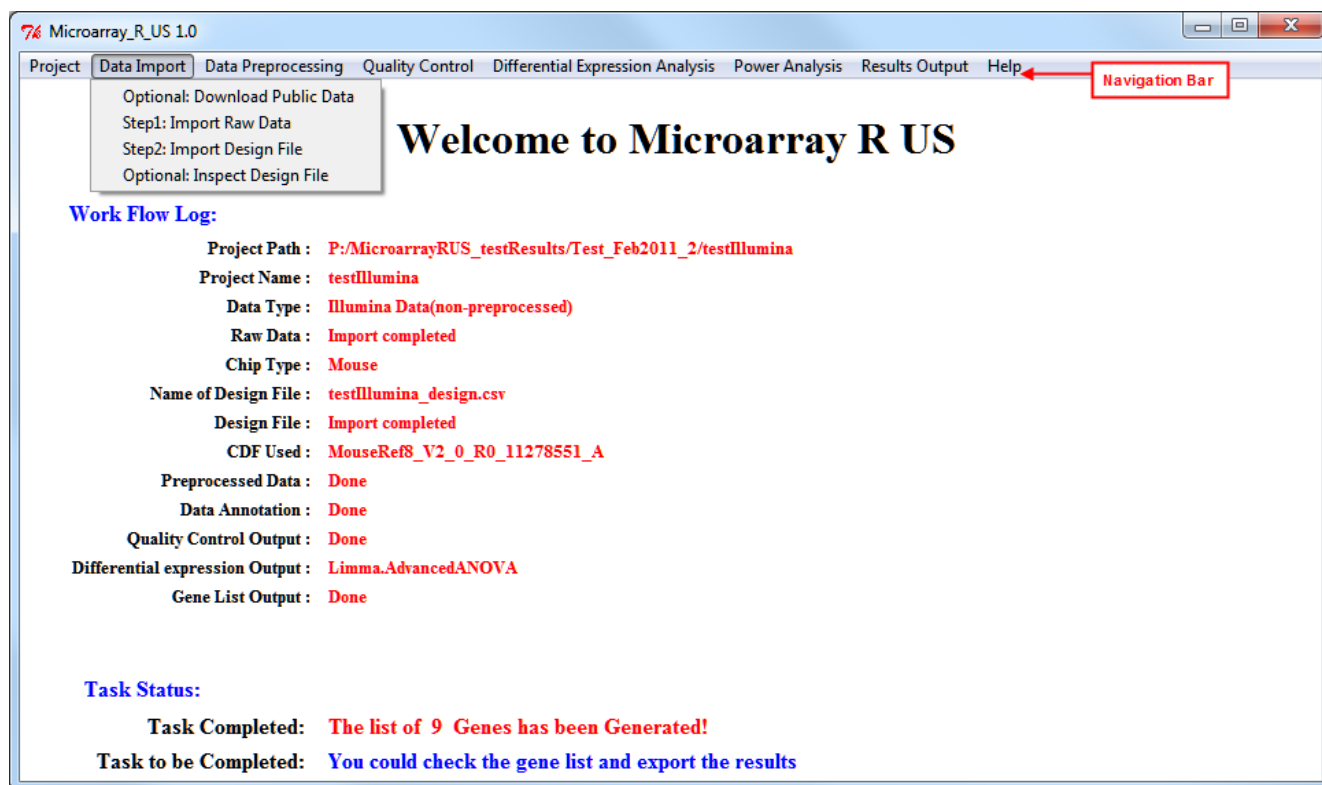 Microarray_R_US 1.0
Project Data Import Data Preprocessing Quality Control Differential Expression Analysis Power Analysis Results Output Help
Navigation Bar
Optional: Download Public Data
Step1: Import Raw Data
Step2: Import Design File
Optional: Inspect Design File
Welcome to Microarray R US
Work Flow Log:
Project Path : P:/MicroarrayRUS_testResults/Test_Feb2011_2/testIllumina
Project Name : testIllumina
Data Type : Illumina Data(non-preprocessed)
Raw Data : Import completed
Chip Type : Mouse
Name of Design File : testIllumina_design.csv
Design File : Import completed
CDF Used : MouseRef8_V2_0_R0_11278551_A
Preprocessed Data : Done
Data Annotation : Done
Quality Control Output : Done
Differential expression Output : Limma.AdvancedANOVA
Gene List Output : Done
Task Status:
Task Completed: The list of 9 Genes has been Generated!
Task to be Completed: You could check the gene list and export the results